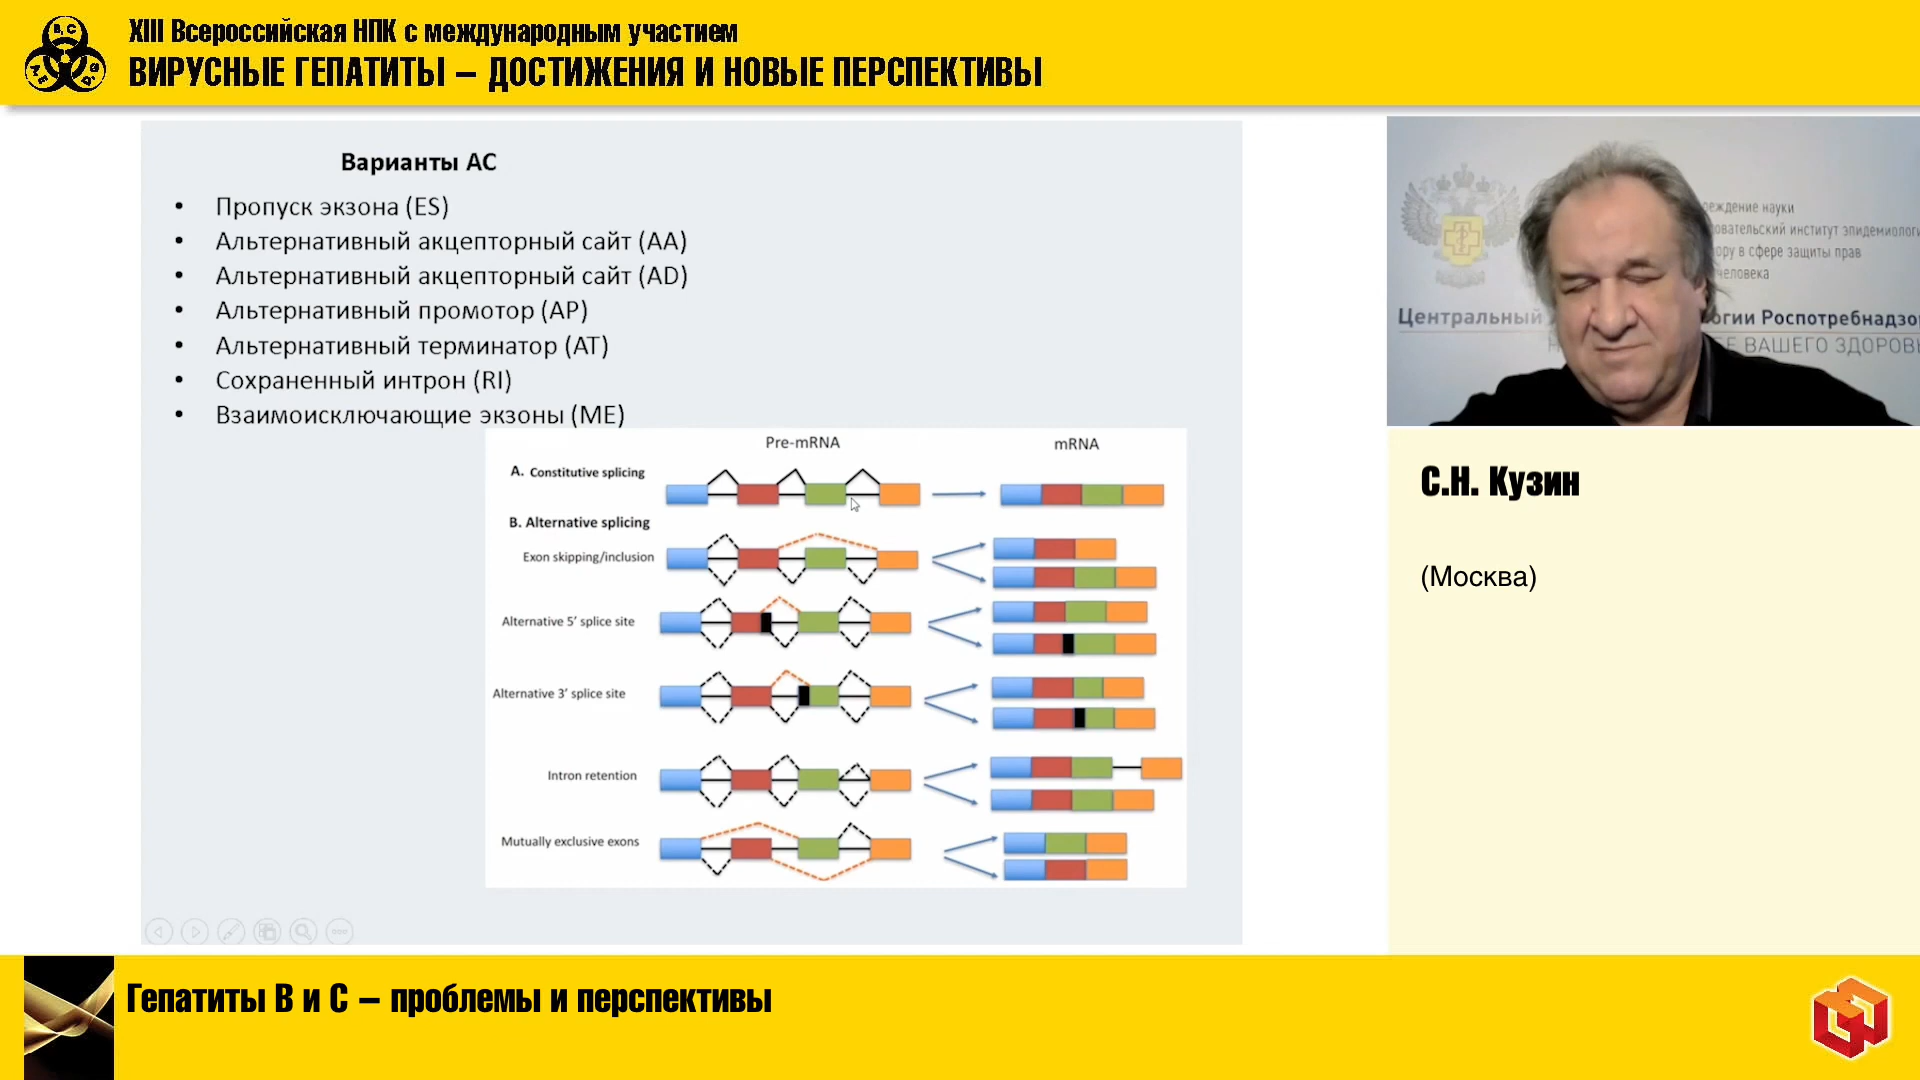 XIII Всероссийская НПК с международным участием
ВИРУСНЫЕ ГЕПАТИТЫ – ДОСТИЖЕНИЯ И НОВЫЕ ПЕРСПЕКТИВЫ
B, C
Варианты АС
• Пропуск экзона (ES)
• Альтернативный акцепторный сайт (AA)
• Альтернативный акцепторный сайт (AD)
• Альтернативный промотор (AP)
• Альтернативный терминатор (AT)
• Сохраненный интрон (RI)
• Взаимоисключающие экзоны (ME)
Pre-mRNA
mRNA
A. Constitutive splicing
B. Alternative splicing
Exon skipping/inclusion
Alternative 5’ splice site
Alternative 3’ splice site
Intron retention
Mutually exclusive exons
еждение науки
овательский институт эпидемиологи
ору в сфере защиты прав
человека
Центральный огии Роспотребнадзо
Е ВАШЕГО ЗДОРОВЬ
С.Н. Кузин
(Москва)
Гепатиты В и С – проблемы и перспективы